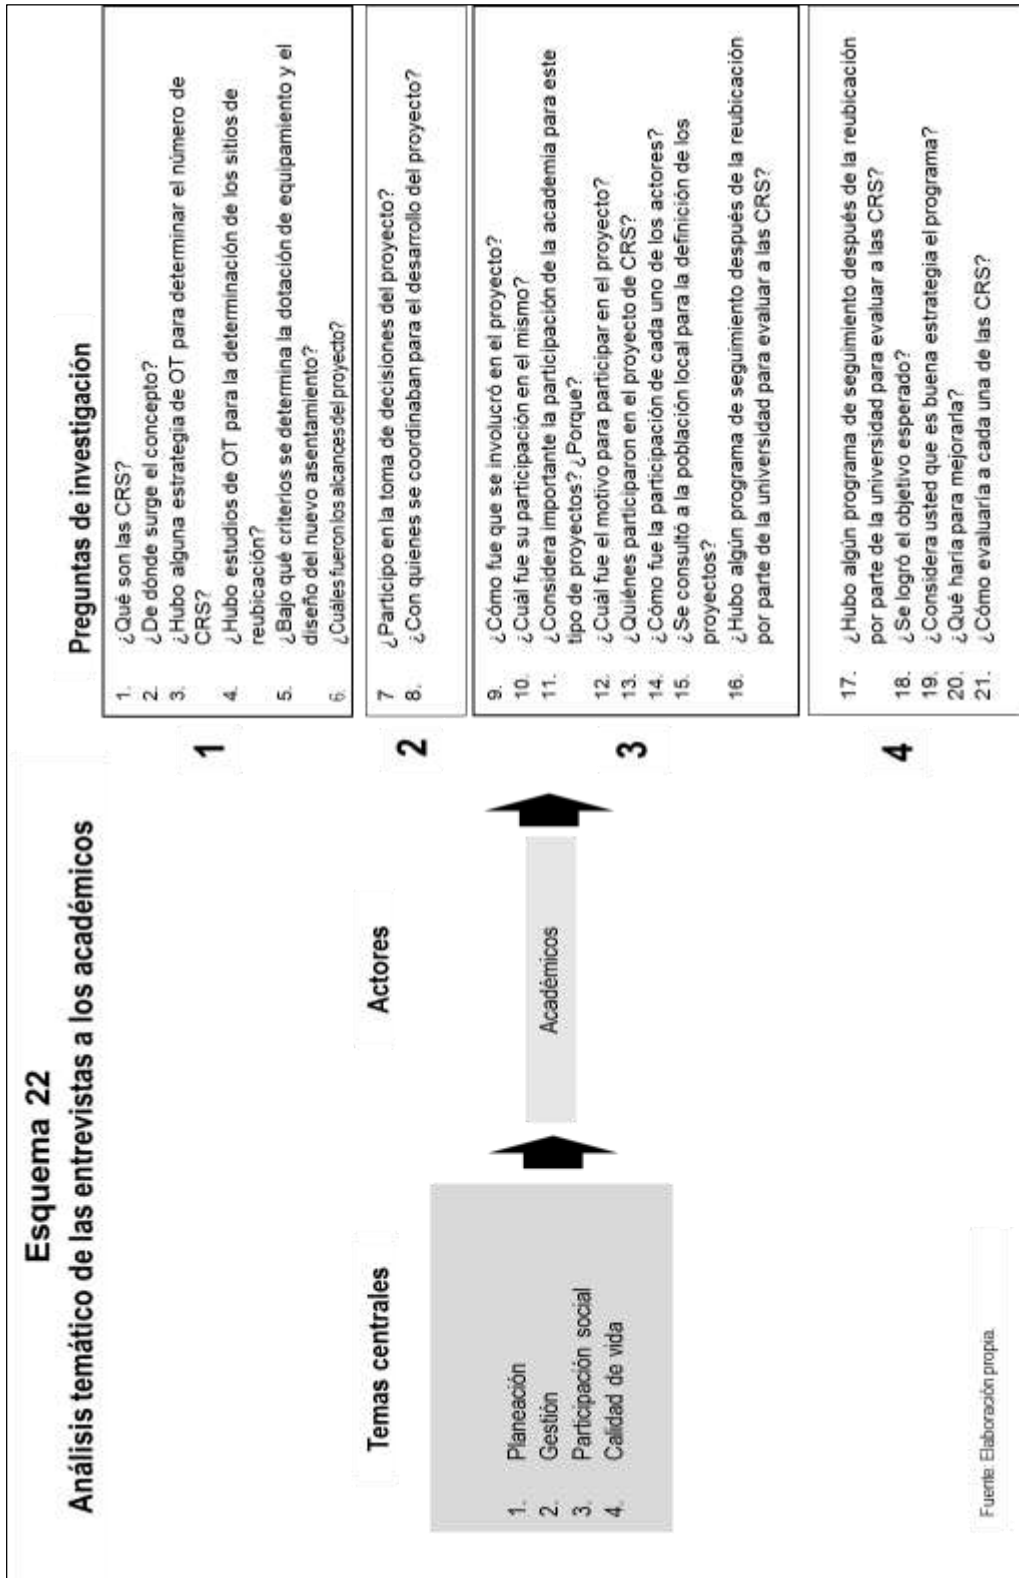 Esquema 22
Análisis temático de las entrevistas a los académicos
Temas centrales
1. Planeación
2. Gestión
3. Participación social
4. Calidad de vida
Actores
Académicos
Preguntas de investigación
1
1. ¿Qué son las CRS?
2. ¿De dónde surge el concepto?
3. ¿Hubo alguna estrategia de OT para determinar el número de
CRS?
4. ¿Hubo estudios de OT para la determinación de los sitios de
reubicación?
5. ¿Bajo qué criterios se determina la dotación de equipamiento y el
diseño del nuevo asentamiento?
6. ¿Cuáles fueron los alcances del proyecto?
2
7 ¿Participo en la toma de decisiones del proyecto?
8. ¿Con quienes se coordinaban para el desarrollo del proyecto?
3
9. ¿Cómo fue que se involucró en el proyecto?
10. ¿Cuál fue su participación en el mismo?
11. ¿Considera importante la participación de la academia para este
tipo de proyectos? ¿Porque?
12. ¿Cuál fue el motivo para participar en el proyecto?
13. ¿Quiénes participaron en el proyecto de CRS?
14. ¿Cómo fue la participación de cada uno de los actores?
15. ¿Se consultó a la población local para la definición de los
proyectos?
16. ¿Hubo algún programa de seguimiento después de la reubicación
por parte de la universidad para evaluar a las CRS?
4
17. ¿Hubo algún programa de seguimiento después de la reubicación
por parte de la universidad para evaluar a las CRS?
18. ¿Se logró el objetivo esperado?
19. ¿Considera usted que es buena estrategia el programa?
20. ¿Qué haría para mejorarla?
21. ¿Cómo evaluaría a cada una de las CRS?
Fuente: Elaboración propia.